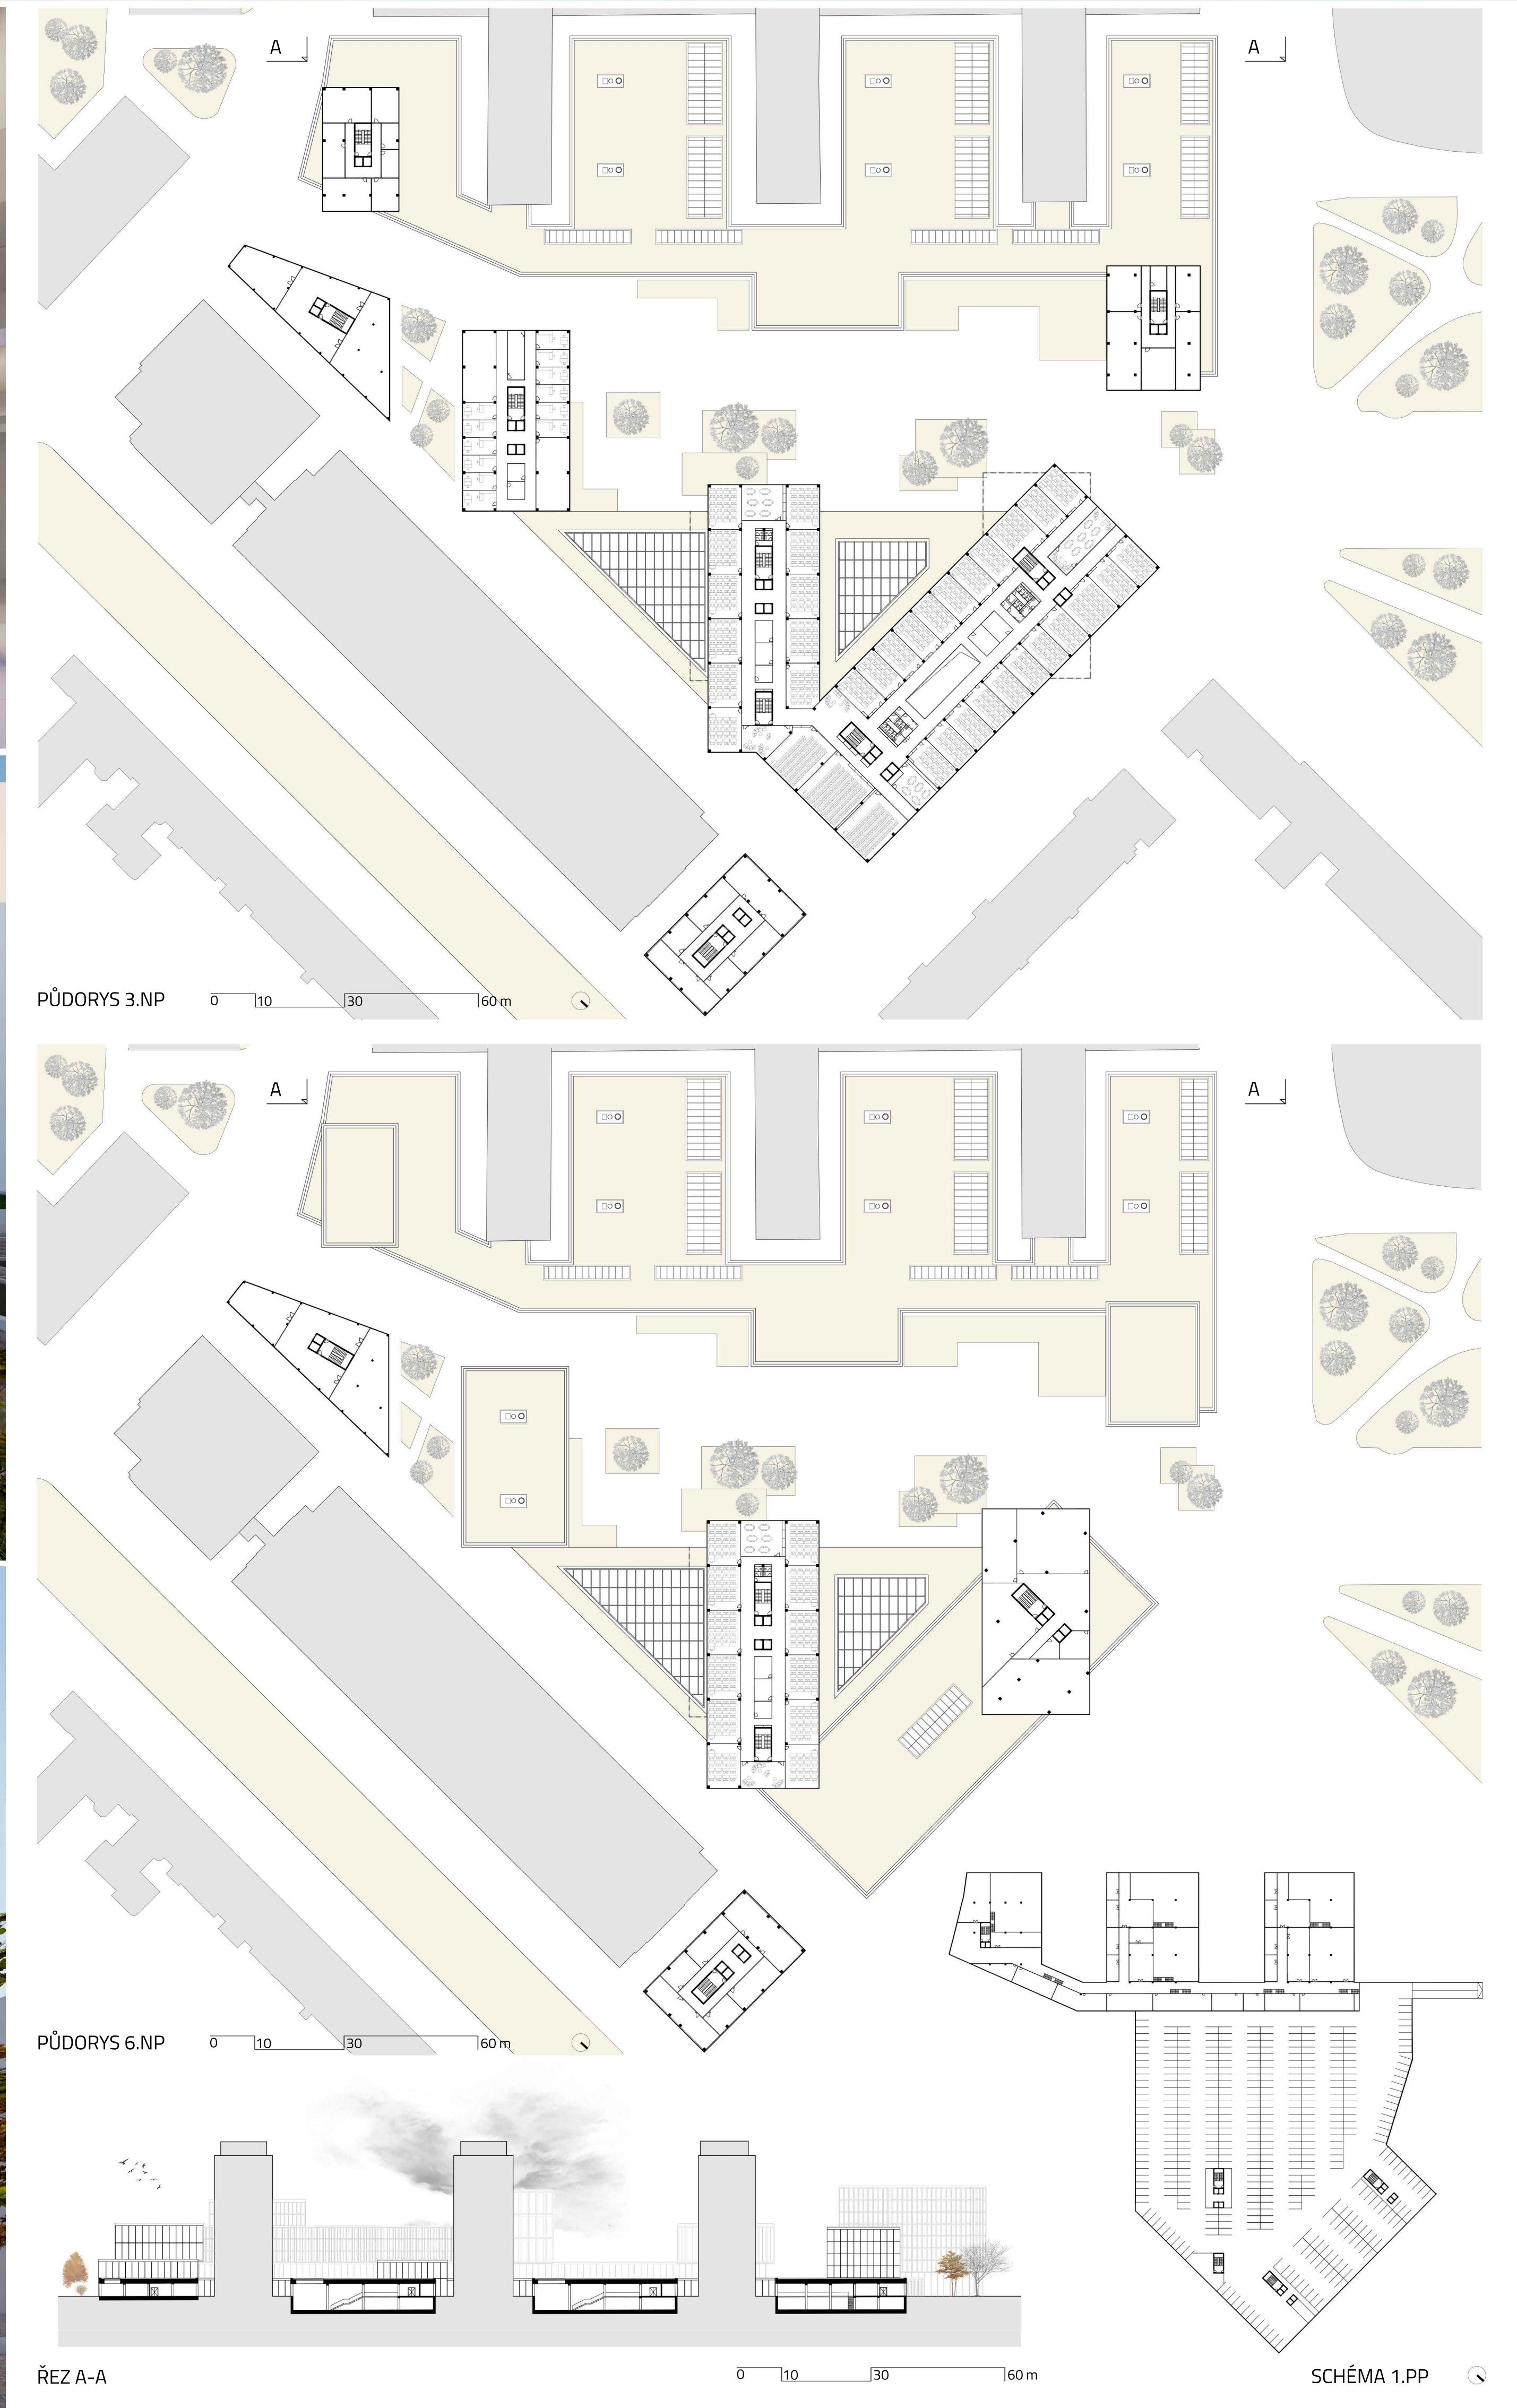 A A
PŮDORYS 3.NP 0 10 30 60 m
A A
PŮDORYS 6.NP 0 10 30 60 m
ŘEZ A-A 0 10 30 60 m SCHÉMA 1.PP